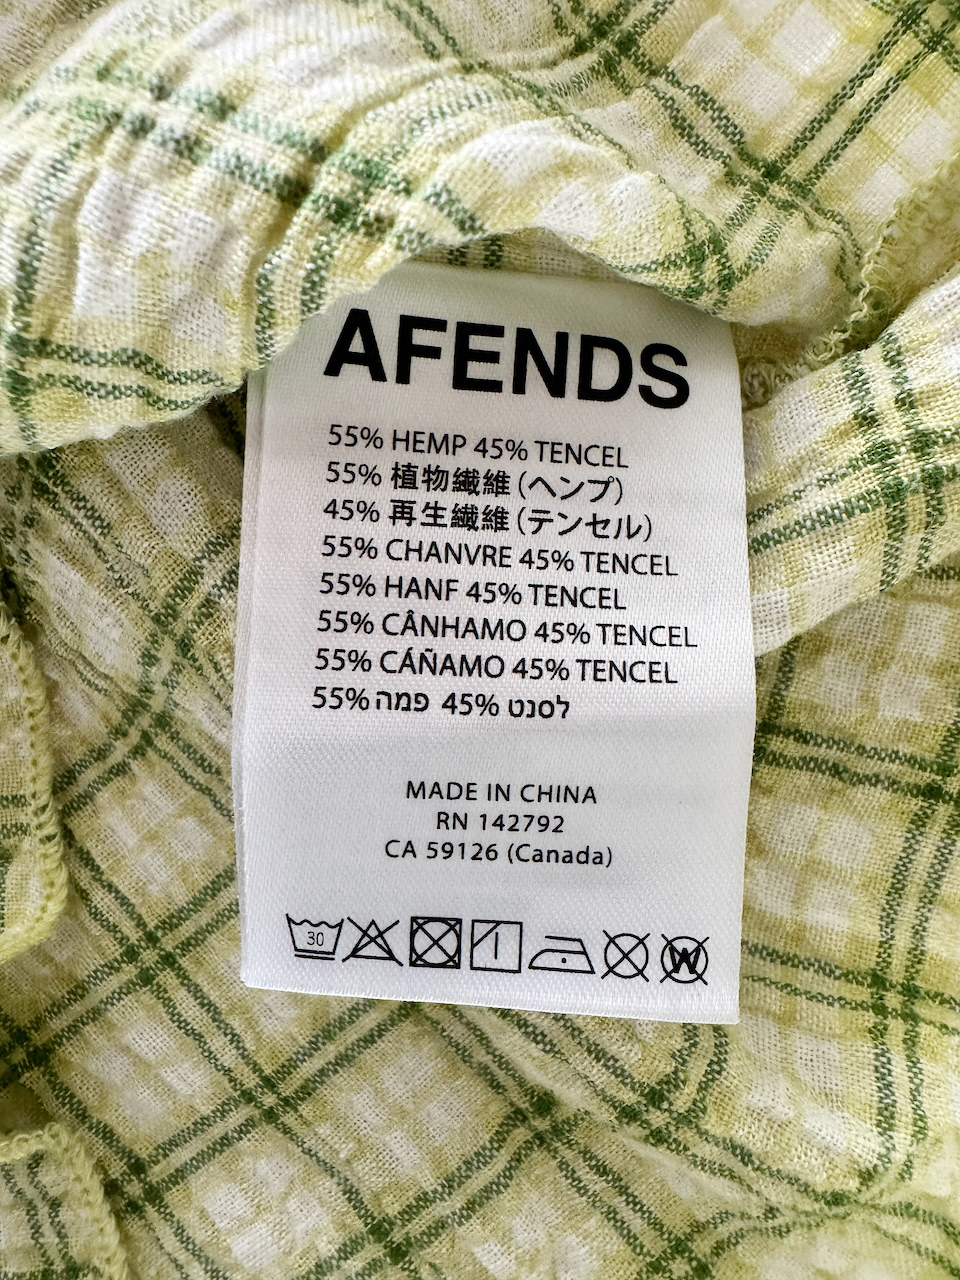 AFENDS
55% HEMP 45% TENCEL
55% 植物繊維 (ヘンプ)
45% 再生繊維 (テンセル)
55% CHANVRE 45% TENCEL
55% HANF 45% TENCEL
55% CÂNHAMO 45% TENCEL
55% CÁÑAMO 45% TENCEL
55% פמה 45% לסנט
MADE IN CHINA
RN 142792
CA 59126 (Canada)
30
W